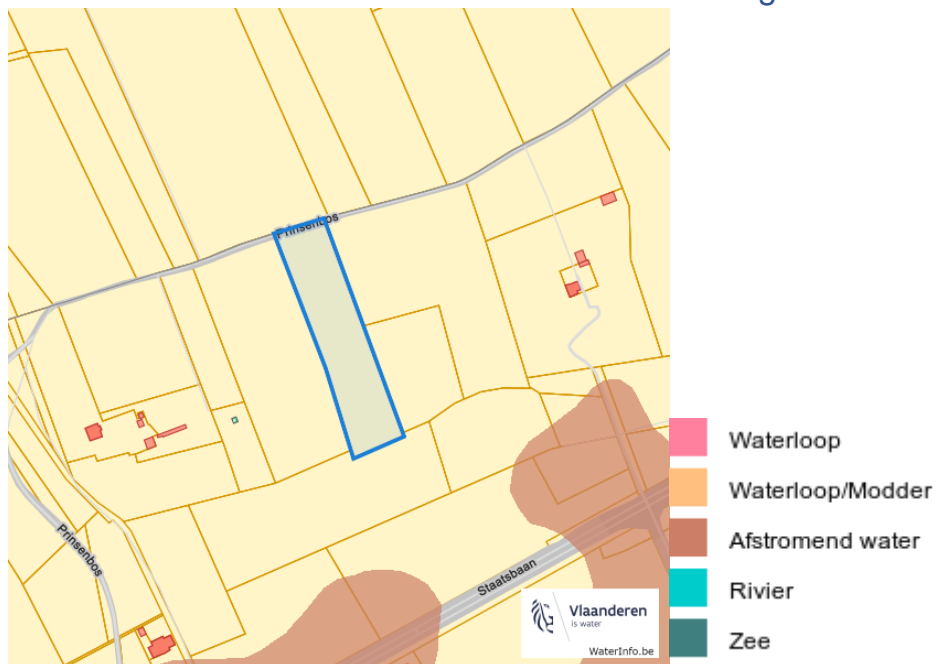 Prinsenbos
Prinsenbos
Staatsbaan
Vlaanderen
is water
WaterInfo.be
Waterloop
Waterloop/Modder
Afstromend water
Rivier
Zee